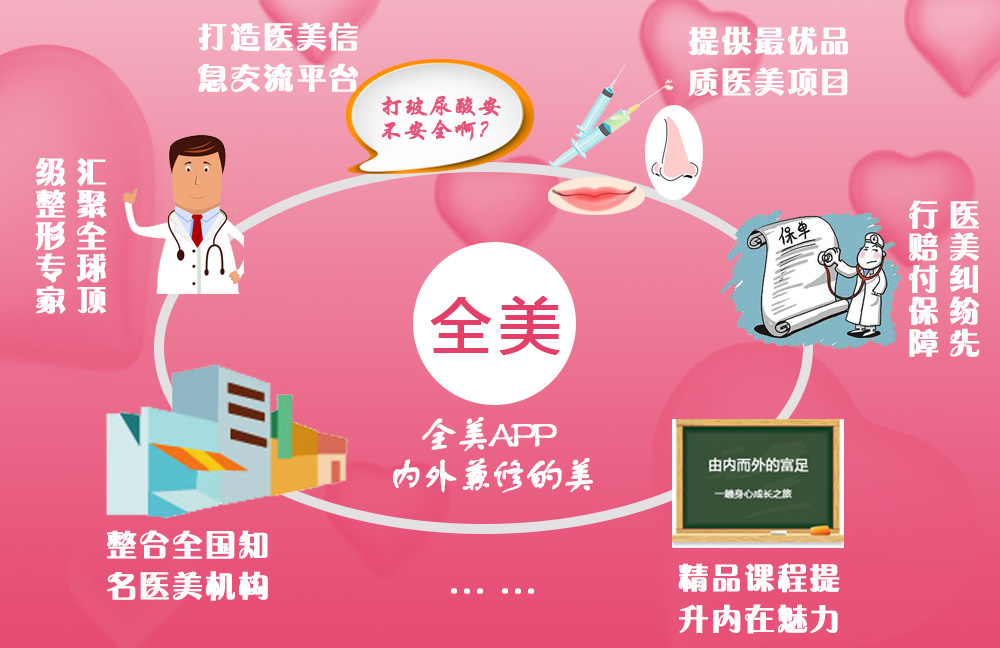 打造医美信
息交流平台
提供最优品
质医美项目
打玻尿酸安
不安全啊？
汇聚全球顶
级整形专家
保单
医美纠纷先
行赔付保障
全美
全美APP
内外兼修的美
由内而外的富足
一趟身心成长之旅
整合全国知
名医美机构
精品课程提
升内在魅力
... ...